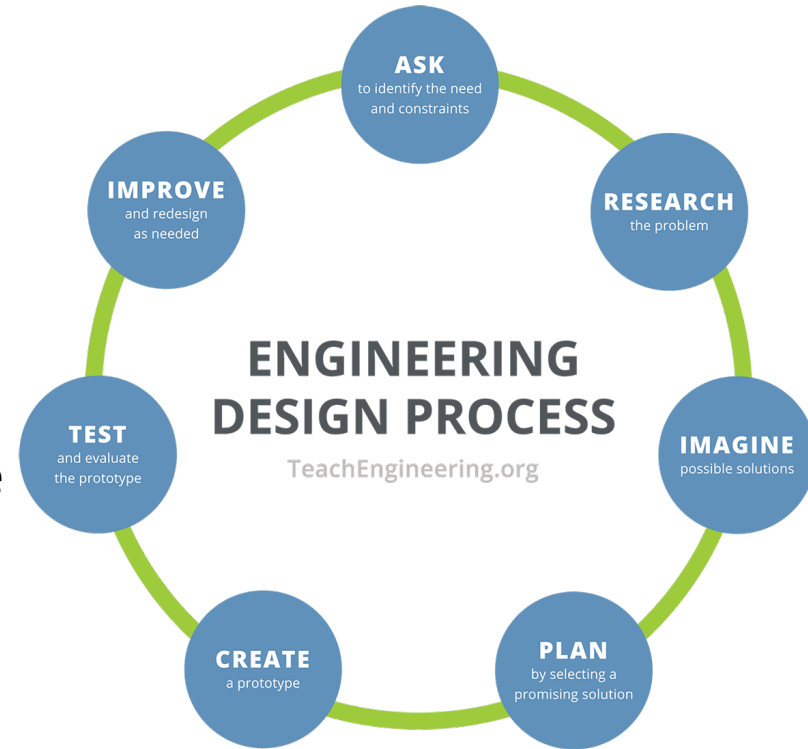 ASK
to identify the need
and constraints
RESEARCH
the problem
IMAGINE
possible solutions
PLAN
by selecting a
promising solution
CREATE
a prototype
TEST
and evaluate
the prototype
IMPROVE
and redesign
as needed
ENGINEERING
DESIGN PROCESS
TeachEngineering.org